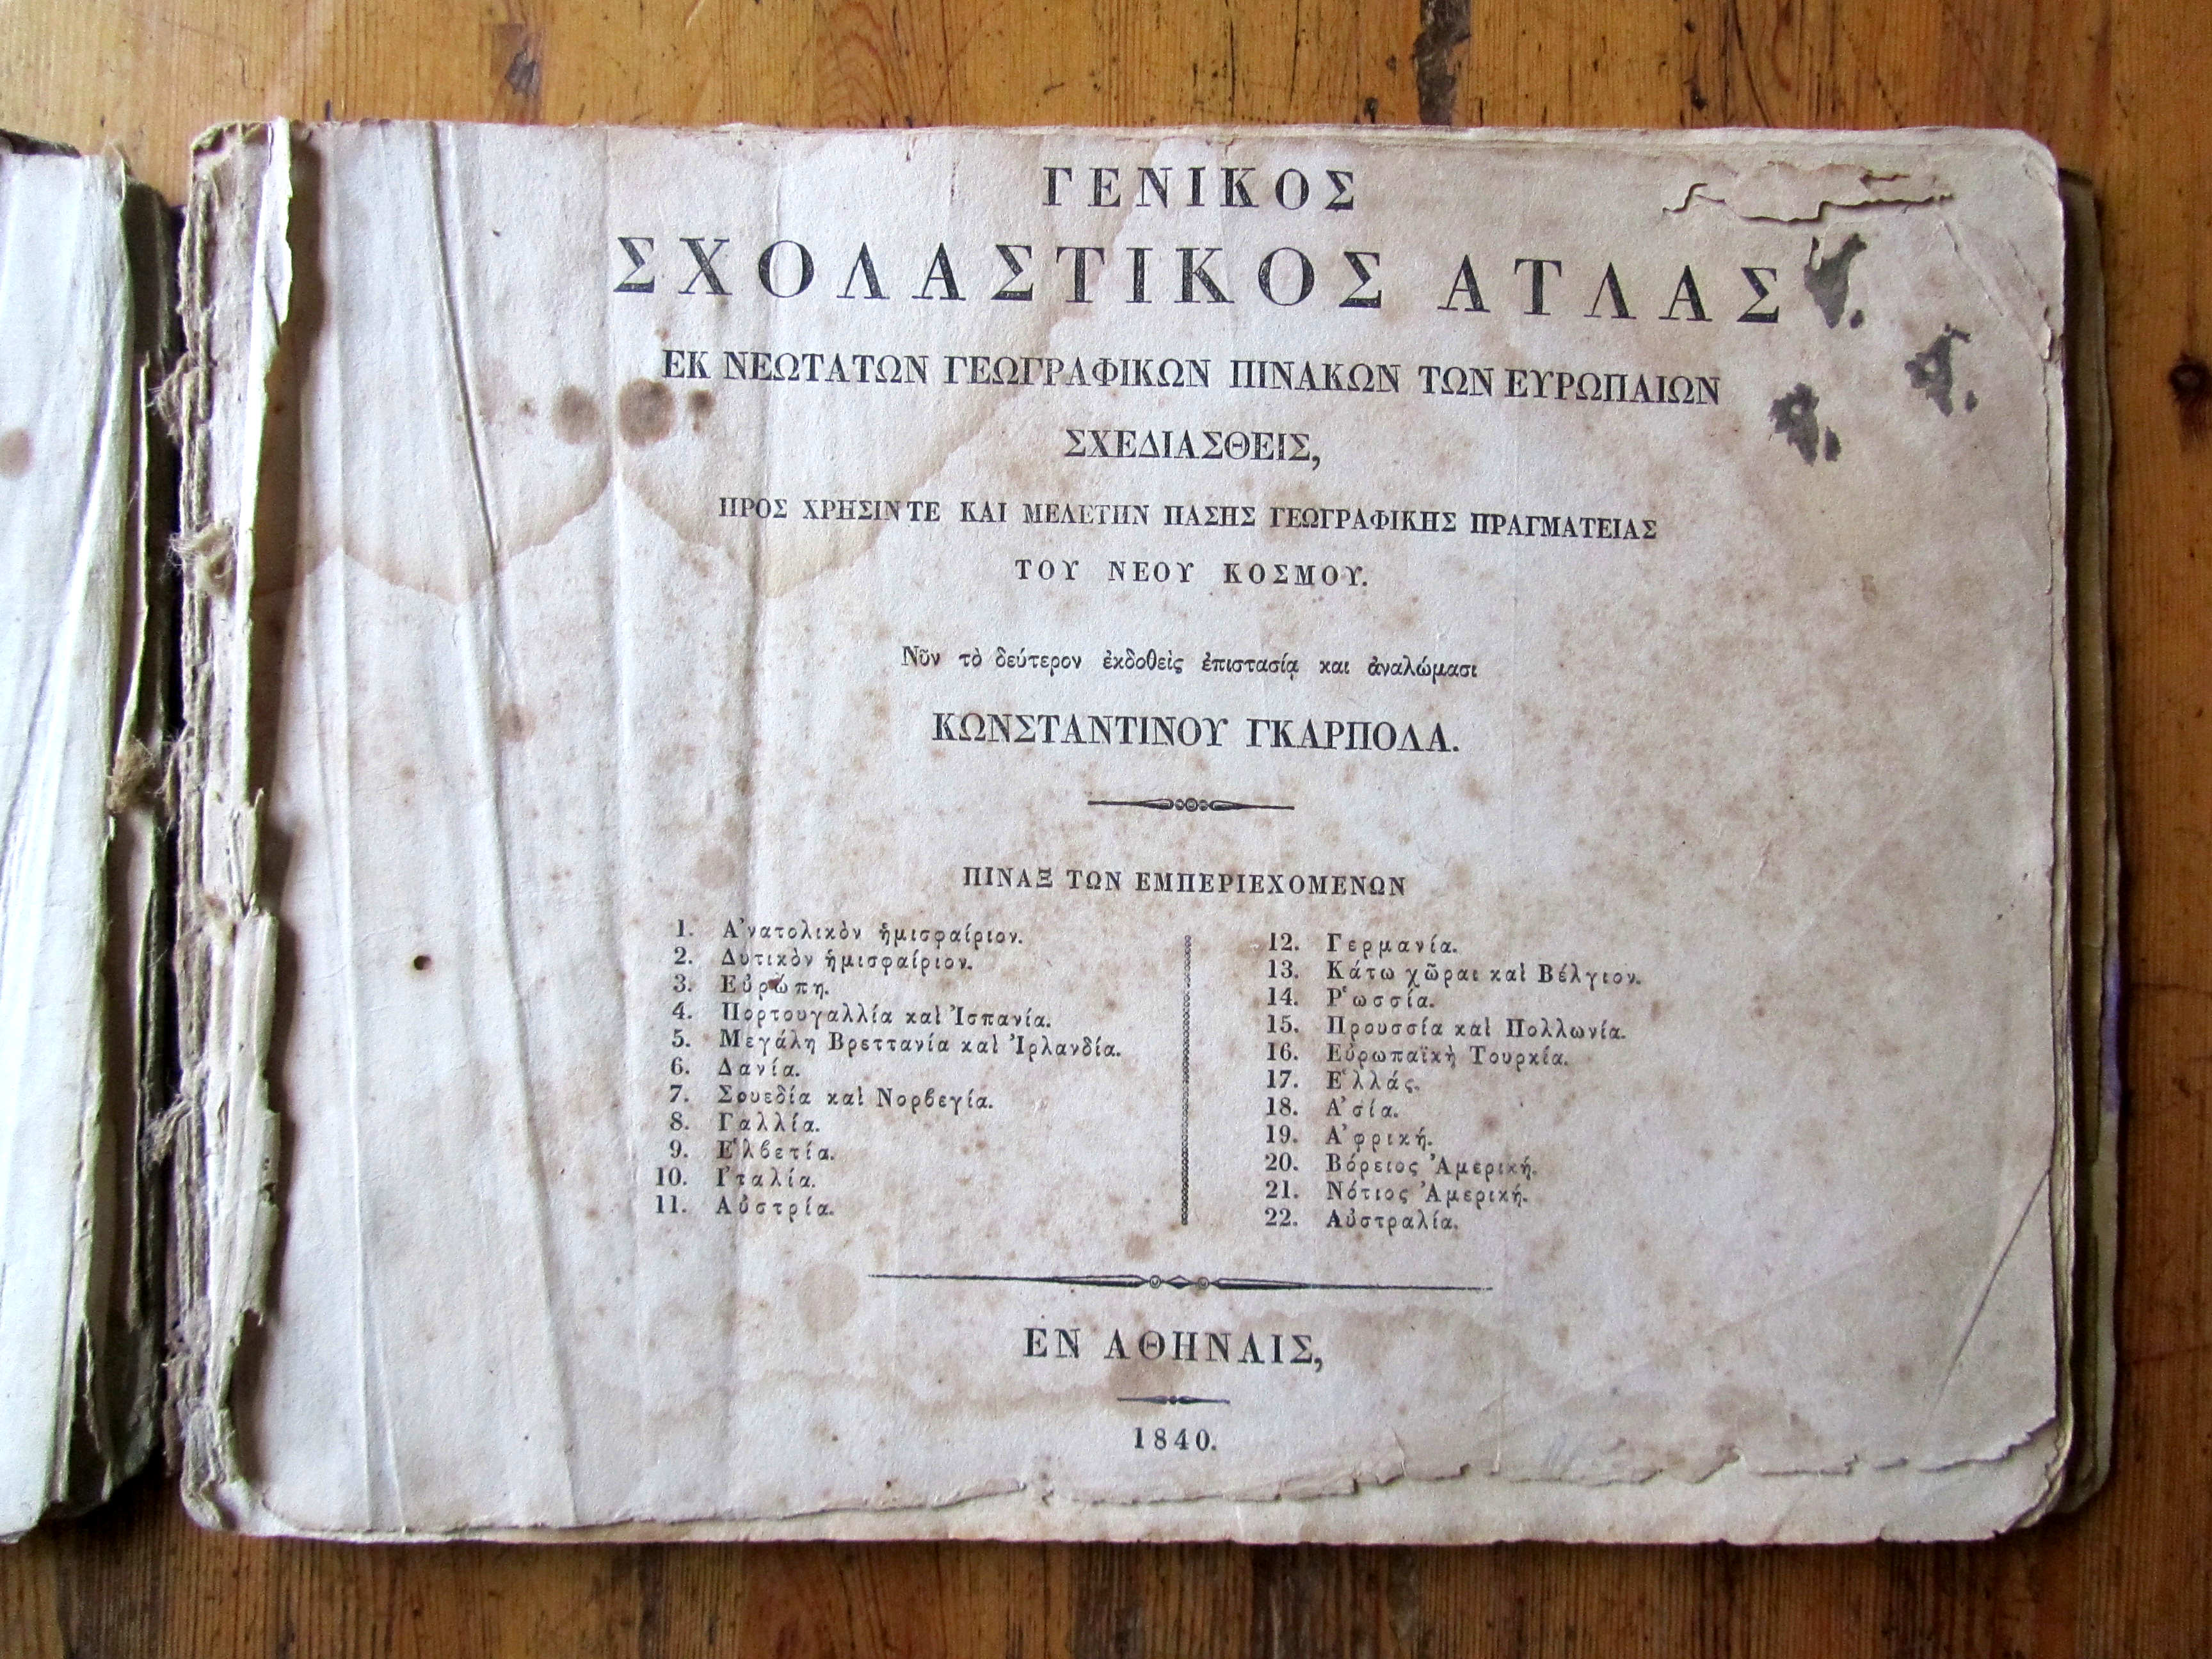 ΓΕΝΙΚΟΣ
ΣΧΟΛΑΣΤΙΚΟΣ ΑΤΛΑΣ
ΕΚ ΝΕΩΤΑΤΩΝ ΓΕΩΓΡΑΦΙΚΩΝ ΠΙΝΑΚΩΝ ΤΩΝ ΕΥΡΩΠΑΙΩΝ
ΣΧΕΔΙΑΣΘΕΙΣ,
ΠΡΟΣ ΧΡΗΣΙΝ ΤΕ ΚΑΙ ΜΕΛΕΤΗΝ ΠΑΣΗΣ ΓΕΩΓΡΑΦΙΚΗΣ ΠΡΑΓΜΑΤΕΙΑΣ
ΤΟΥ ΝΕΟΥ ΚΟΣΜΟΥ.
Νῦν τὸ δεύτερον ἐκδοθεὶς ἐπιστασίᾳ και ἀναλώμασι
ΚΩΝΣΤΑΝΤΙΝΟΥ ΓΚΑΡΠΟΛΑ.
ΠΙΝΑΞ ΤΩΝ ΕΜΠΕΡΙΕΧΟΜΕΝΩΝ
1. Ἀνατολικὸν ἡμισφαίριον.
2. Δυτικὸν ἡμισφαίριον.
3. Εὐρώπη.
4. Πορτουγαλλία καὶ Ἰσπανία.
5. Μεγάλη Βρεττανία καὶ Ἰρλανδία.
6. Δανία.
7. Σουεδία καὶ Νορϐεγία.
8. Γαλλία.
9. Ἑλϐετία.
10. Ἰταλία.
11. Αὐστρία.
12. Γερμανία.
13. Κάτω χῶραι καὶ Βέλγιον.
14. Ῥωσσία.
15. Προυσσία καὶ Πολλωνία.
16. Εὐρωπαϊκὴ Τουρκία.
17. Ἑλλάς.
18. Ἀσία.
19. Ἀφρική.
20. Βόρειος Ἀμερική.
21. Νότιος Ἀμερική.
22. Αὐστραλία.
ΕΝ ΑΘΗΝΑΙΣ,
1840.